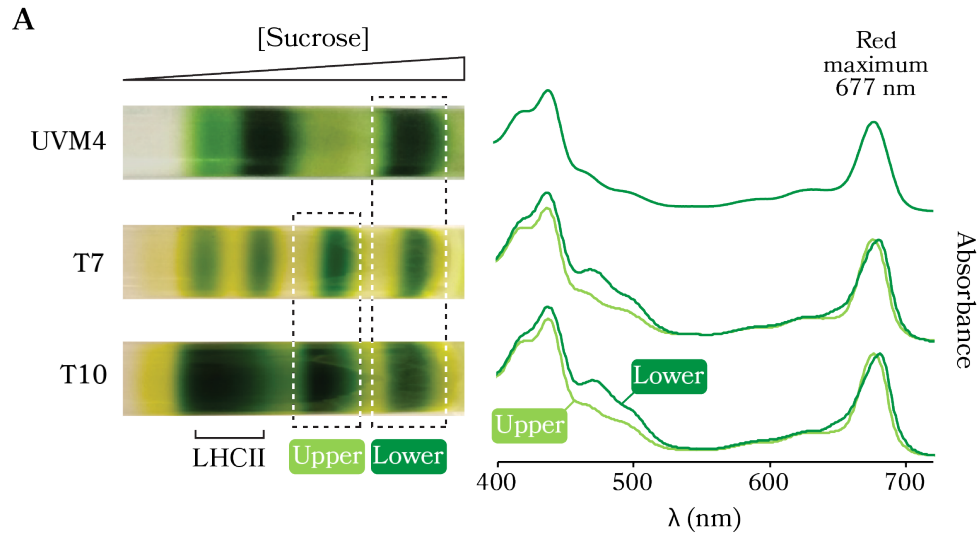 A
[Sucrose]
UVM4
T7
T10
LHCII
Upper
Lower
Red
maximum
677 nm
Lower
Upper
Absorbance
400
500
600
700
λ (nm)